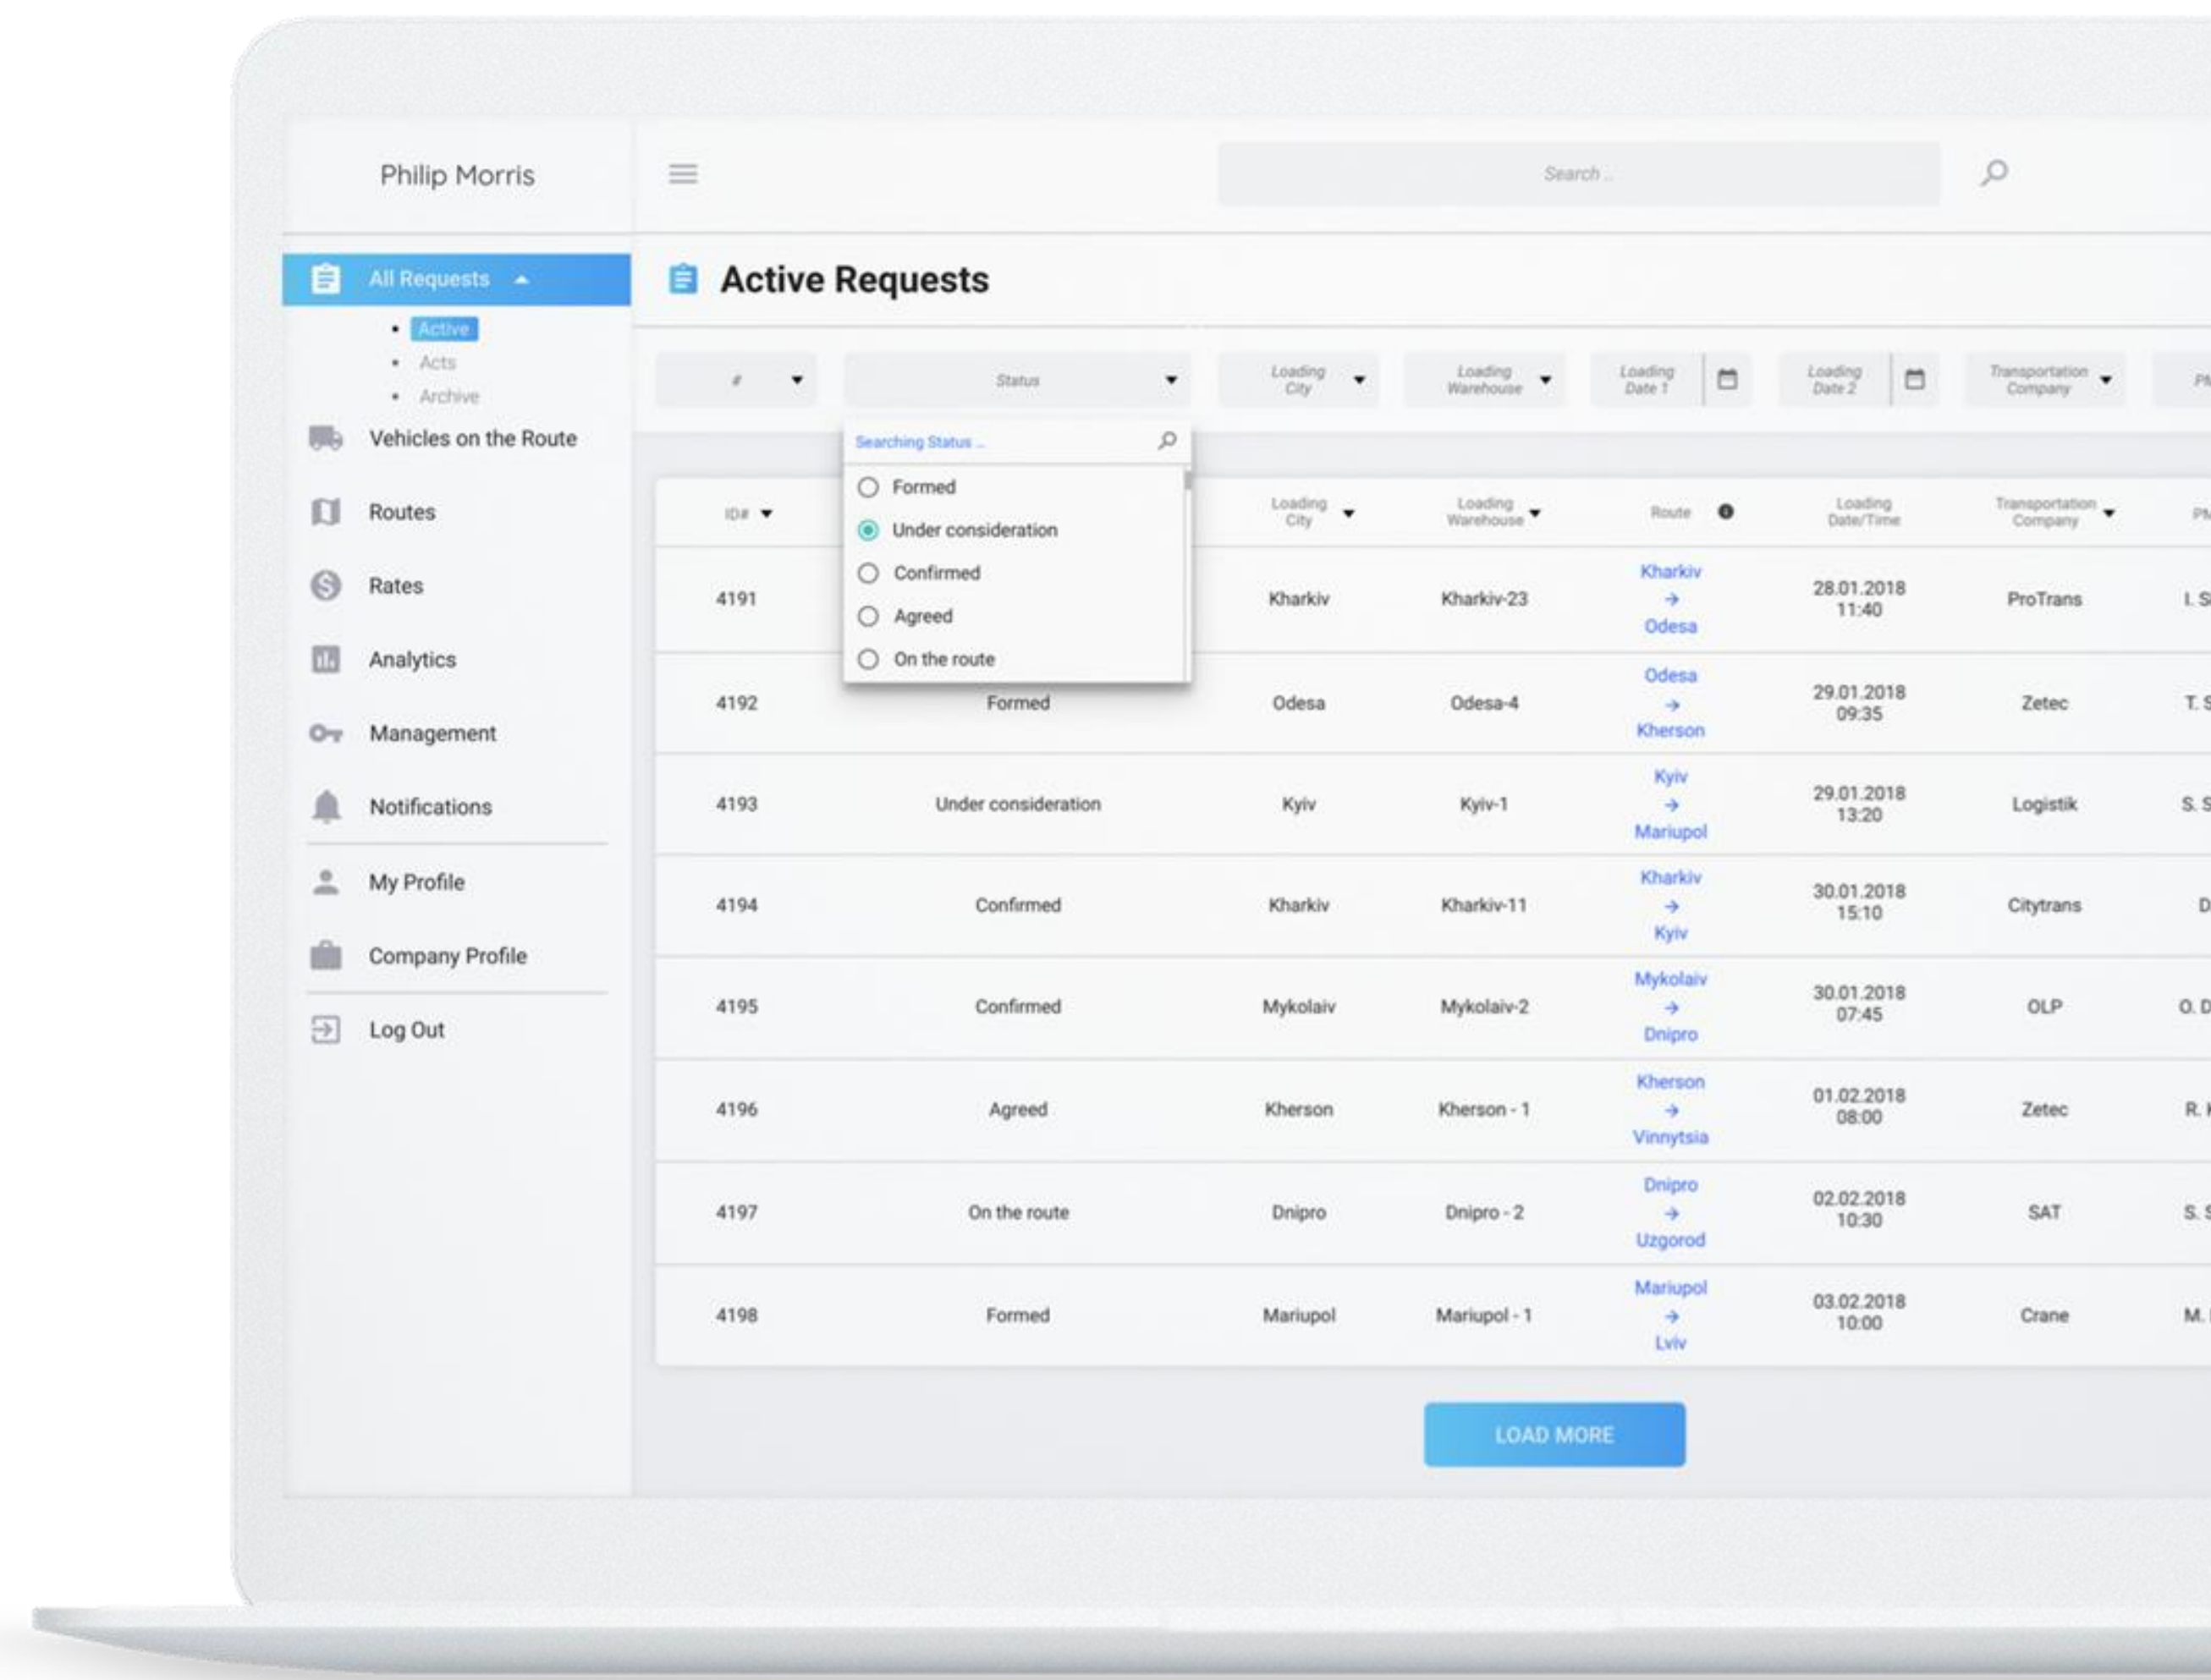 Philip Morris
Search ..
All Requests
Active
Acts
Archive
Vehicles on the Route
Routes
Rates
Analytics
Management
Notifications
My Profile
Company Profile
Log Out
Active Requests
#
Status
Loading
City
Loading
Warehouse
Loading
Date 1
Loading
Date 2
Transportation
Company
Searching Status ..
Formed
Under consideration
Confirmed
Agreed
On the route
ID#
Loading
City
Loading
Warehouse
Route
Loading
Date/Time
Transportation
Company
4191
Kharkiv
Kharkiv-23
Kharkiv
→
Odesa
28.01.2018
11:40
ProTrans
4192
Formed
Odesa
Odesa-4
Odesa
→
Kherson
29.01.2018
09:35
Zetec
4193
Under consideration
Kyiv
Kyiv-1
Kyiv
→
Mariupol
29.01.2018
13:20
Logistik
4194
Confirmed
Kharkiv
Kharkiv-11
Kharkiv
→
Kyiv
30.01.2018
15:10
Citytrans
4195
Confirmed
Mykolaiv
Mykolaiv-2
Mykolaiv
→
Dnipro
30.01.2018
07:45
OLP
4196
Agreed
Kherson
Kherson - 1
Kherson
→
Vinnytsia
01.02.2018
08:00
Zetec
4197
On the route
Dnipro
Dnipro - 2
Dnipro
→
Uzgorod
02.02.2018
10:30
SAT
4198
Formed
Mariupol
Mariupol - 1
Mariupol
→
Lviv
03.02.2018
10:00
Crane
LOAD MORE